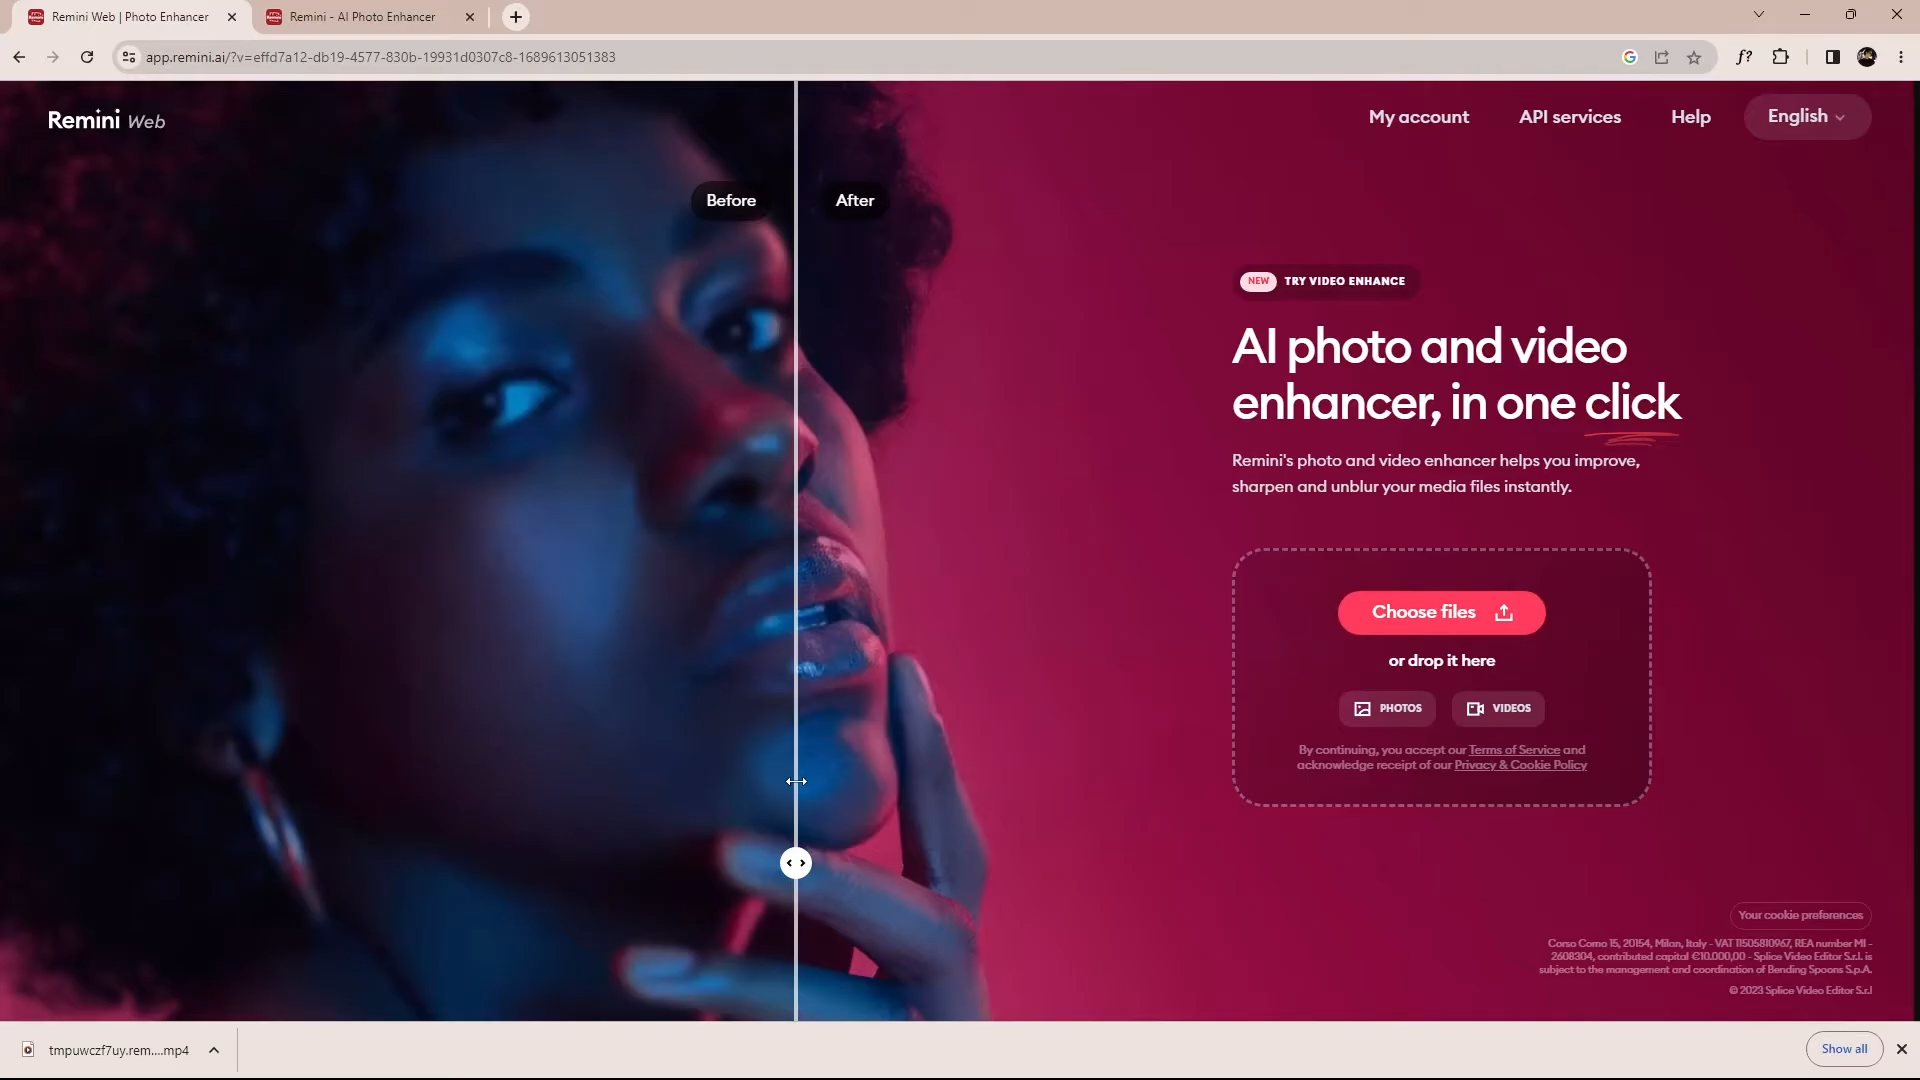 Remini Web | Photo Enhancer
Remini - AI Photo Enhancer
app.remini.ai/?v=effd7a12-db19-4577-830b-19931d0307c8-1689613051383
f?
Remini Web
My account
API services
Help
English
Before
After
NEW TRY VIDEO ENHANCE
AI photo and video
enhancer, in one click
Remini's photo and video enhancer helps you improve,
sharpen and unblur your media files instantly.
Choose files
or drop it here
PHOTOS
VIDEOS
By continuing, you accept our Terms of Service and
acknowledge receipt of our Privacy & Cookie Policy
Your cookie preferences
Corso Como 15, 20154, Milan, Italy - VAT 11505810967, REA number MI -
2608304, contributed capital €10.000,00 - Splice Video Editor S.r.l. is
subject to the management and coordination of Bending Spoons S.p.A.
© 2023 Splice Video Editor S.r.l
tmpuwczf7uy.rem....mp4
Show all